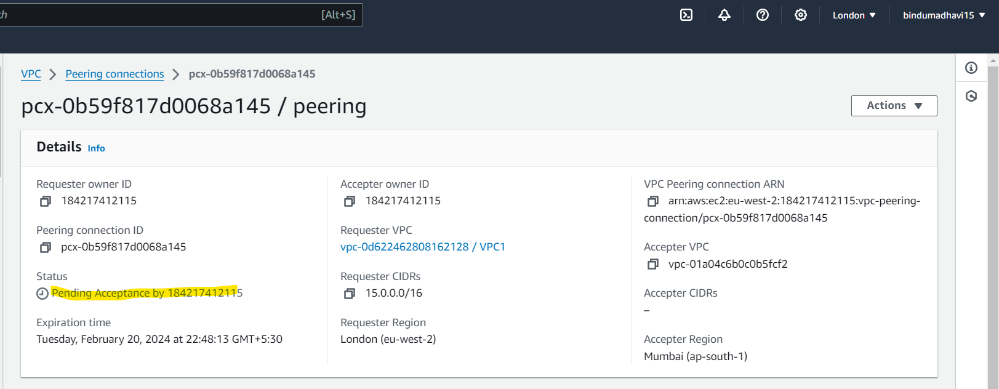 [Alt+S]
London
bindumadhavi15
VPC
Peering connections
pcx-0b59f817d0068a145
pcx-0b59f817d0068a145 / peering
Actions
Details Info
Requester owner ID
184217412115
Peering connection ID
pcx-0b59f817d0068a145
Status
Pending Acceptance by 184217412115
Expiration time
Tuesday, February 20, 2024 at 22:48:13 GMT+5:30
Accepter owner ID
184217412115
Requester VPC
vpc-0d622462808162128 / VPC1
Requester CIDRs
15.0.0.0/16
Requester Region
London (eu-west-2)
VPC Peering connection ARN
arn:aws:ec2:eu-west-2:184217412115:vpc-peering-
connection/pcx-0b59f817d0068a145
Accepter VPC
vpc-01a04c6b0c0b5fcf2
Accepter CIDRs
–
Accepter Region
Mumbai (ap-south-1)